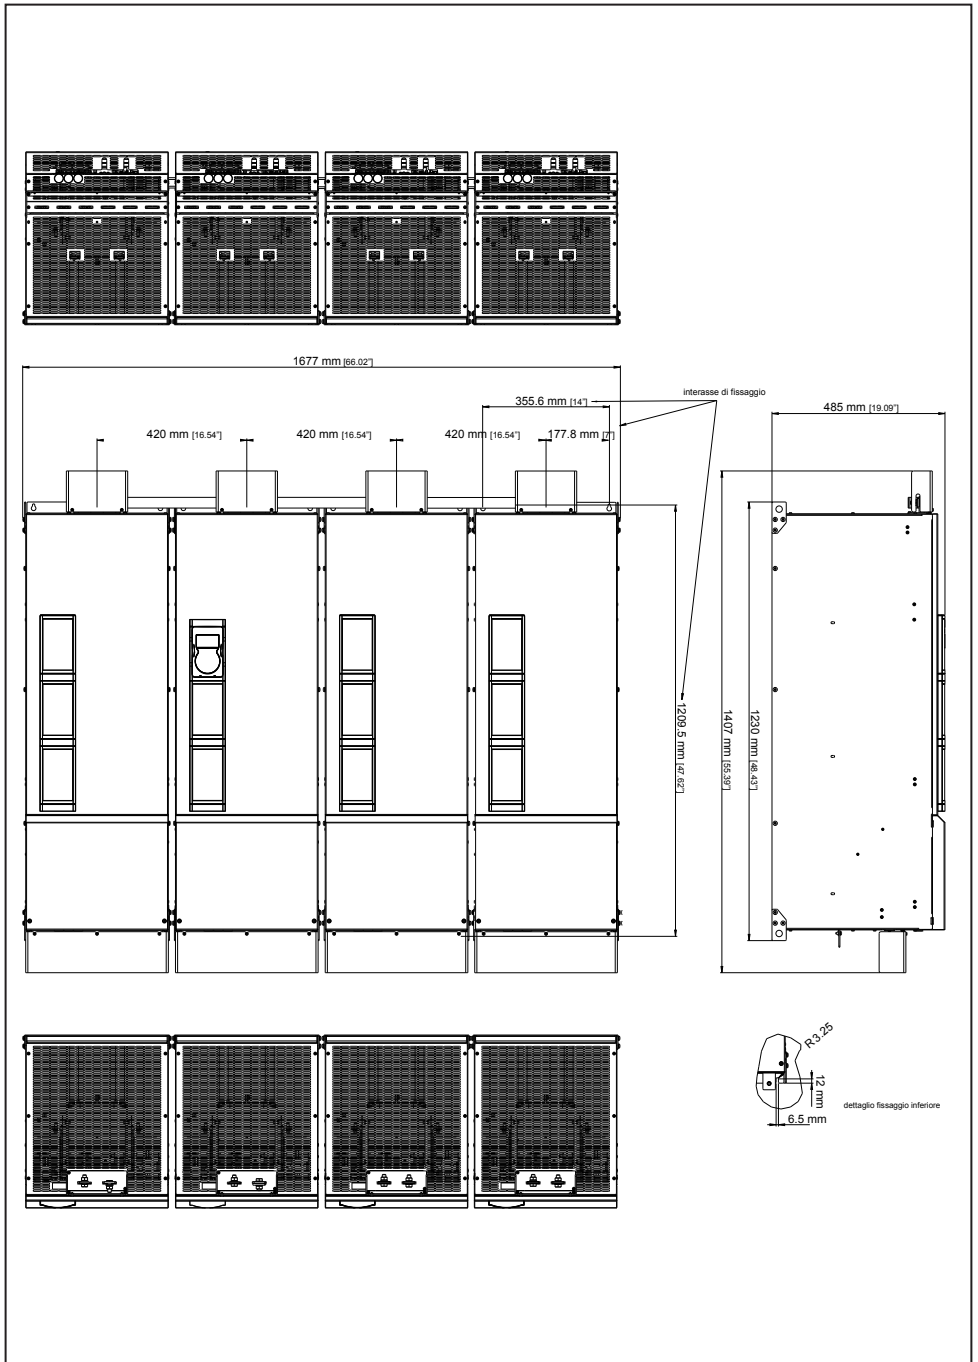 1677 mm [66.02"]
355.6 mm [14"]
interasse di fissaggio
485 mm [19.09"]
420 mm [16.54"]
420 mm [16.54"]
420 mm [16.54"]
177.8 mm [7"]
1209.5 mm [47.62"]
1407 mm [55.39"]
1230 mm [48.43"]
R3.25
12 mm
dettaglio fissaggio inferiore
6.5 mm